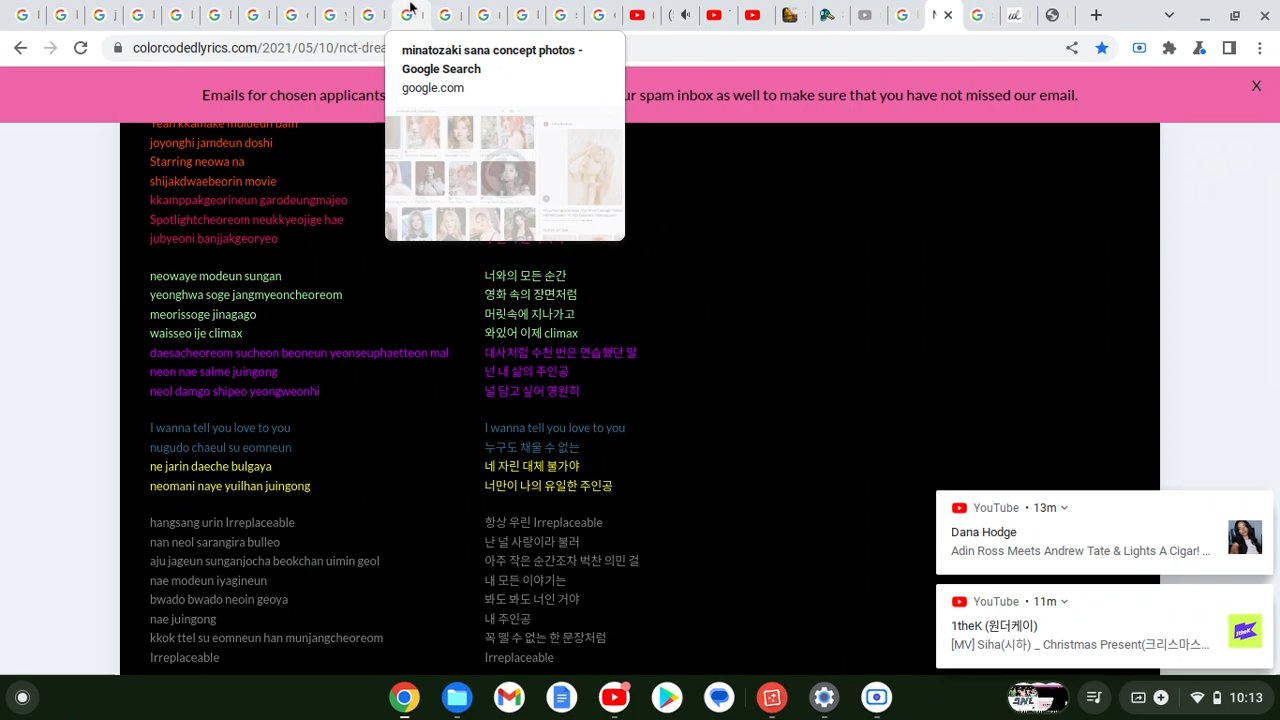 colorcodedlyrics.com/2021/05/10/nct-drea
minatozaki sana concept photos -
Google Search
google.com
Emails for chosen applicants
ur spam inbox as well to make sure that you have not missed our email.
X
Yeah kkamake muldeun bam
joyonghi jamdeun doshi
Starring neowa na
shijakdwaebeorin movie
kkamppakgeorineun garodeungmajeo
Spotlightcheoreom neukkyeojige hae
jubyeoni banjjakgeoryeo
neowaye modeun sungan
yeonghwa soge jangmyeoncheoreom
meorissoge jinagago
waisseo ije climax
daesacheoreom sucheon beoneun yeonseuphaetteon mal
neon nae salme juingong
neol damgo shipeo yeongweonhi
I wanna tell you love to you
nugudo chaeul su eomneun
ne jarin daeche bulgaya
neomani naye yuilhan juingong
hangsang urin Irreplaceable
nan neol sarangira bulleo
aju jageun sunganjocha beokchan uimin geol
nae modeun iyagineun
bwado bwado neoin geoya
nae juingong
kkok ttel su eomneun han munjangcheoreom
Irreplaceable
너와의 모든 순간
영화 속의 장면처럼
머릿속에 지나가고
와있어 이제 climax
대사처럼 수천 번은 연습했던 말
넌 내 삶의 주인공
널 담고 싶어 영원히
I wanna tell you love to you
누구도 채울 수 없는
네 자린 대체 불가야
너만이 나의 유일한 주인공
항상 우린 Irreplaceable
난 널 사랑이라 불러
아주 작은 순간조차 벅찬 의민 걸
내 모든 이야기는
봐도 봐도 너인 거야
내 주인공
꼭 뗄 수 없는 한 문장처럼
Irreplaceable
YouTube • 13m
Dana Hodge
Adin Ross Meets Andrew Tate & Lights A Cigar! ...
YouTube • 11m
1theK (원더케이)
[MV] Siha(시하) _ Christmas Present(크리스마스...
10:13